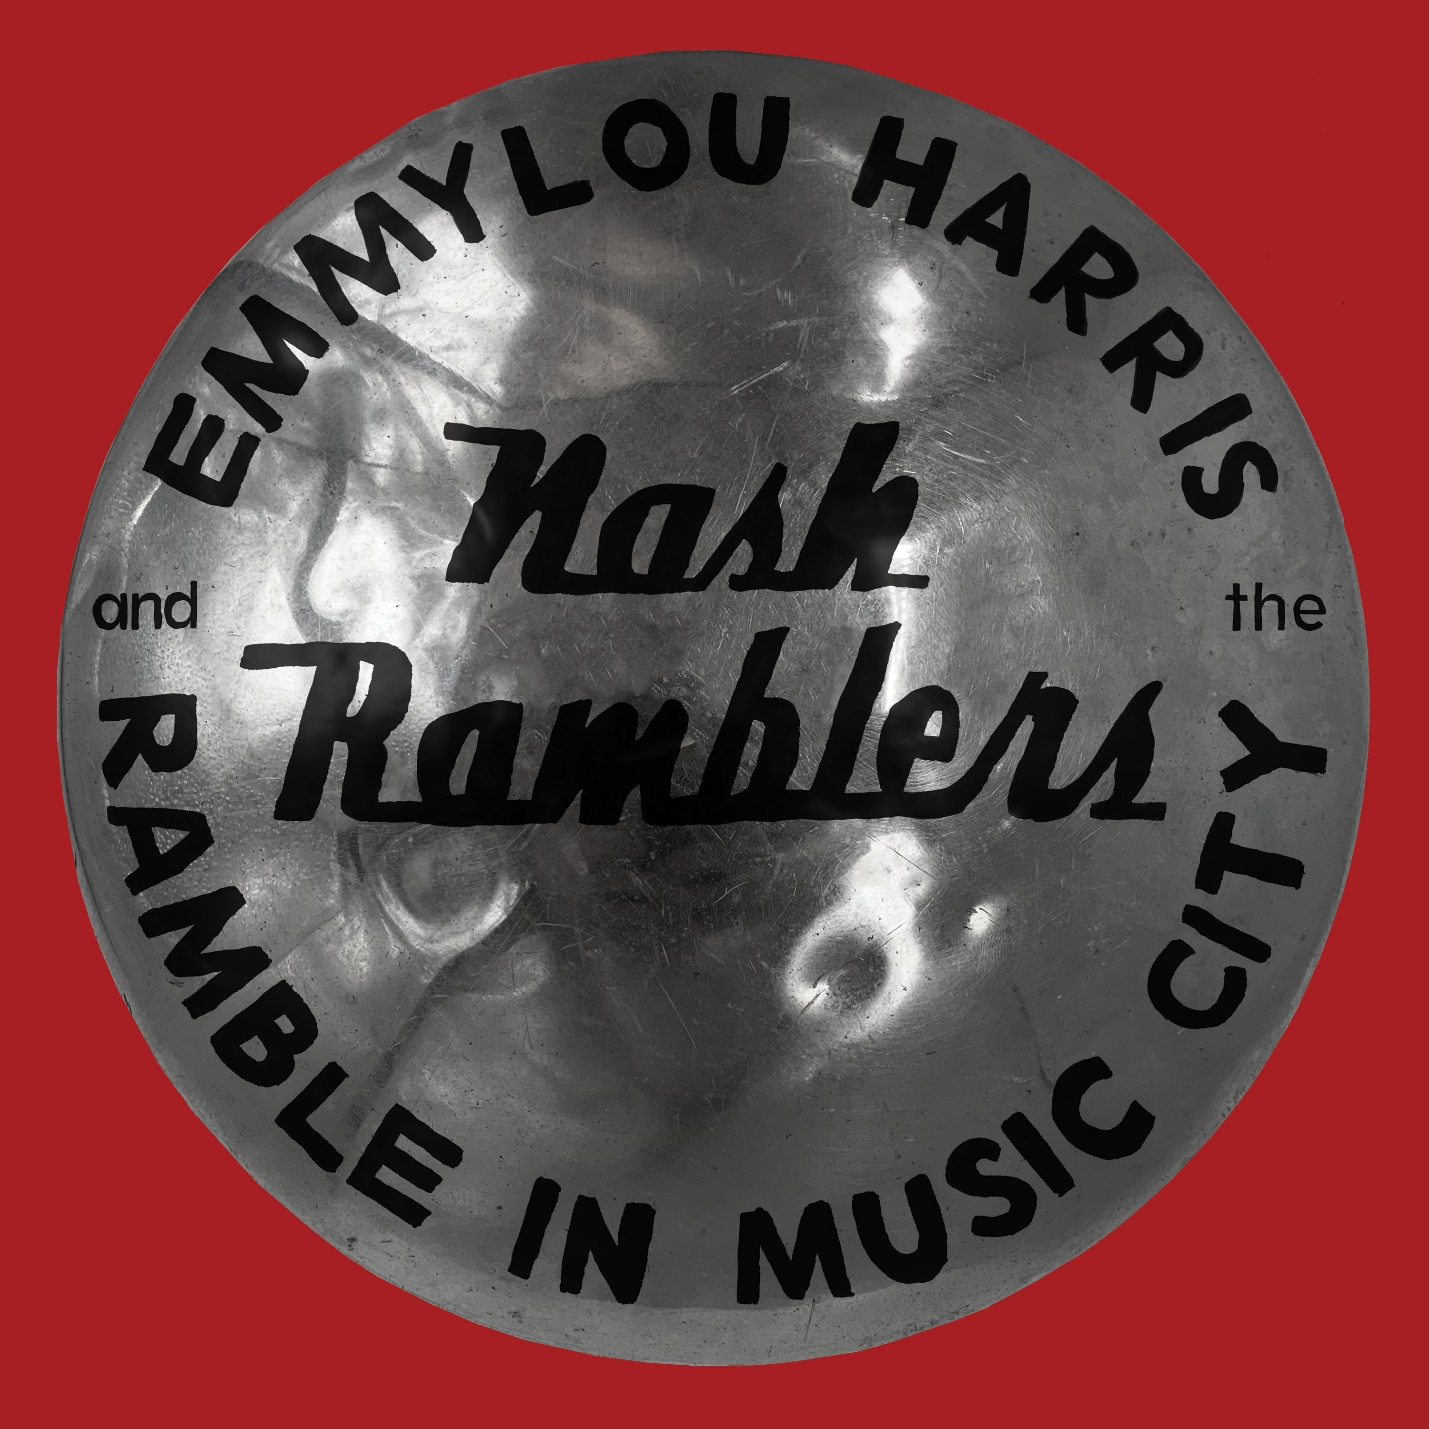 EMMYLOU HARRIS
and the
Nash
Ramblers
RAMBLE IN MUSIC CITY